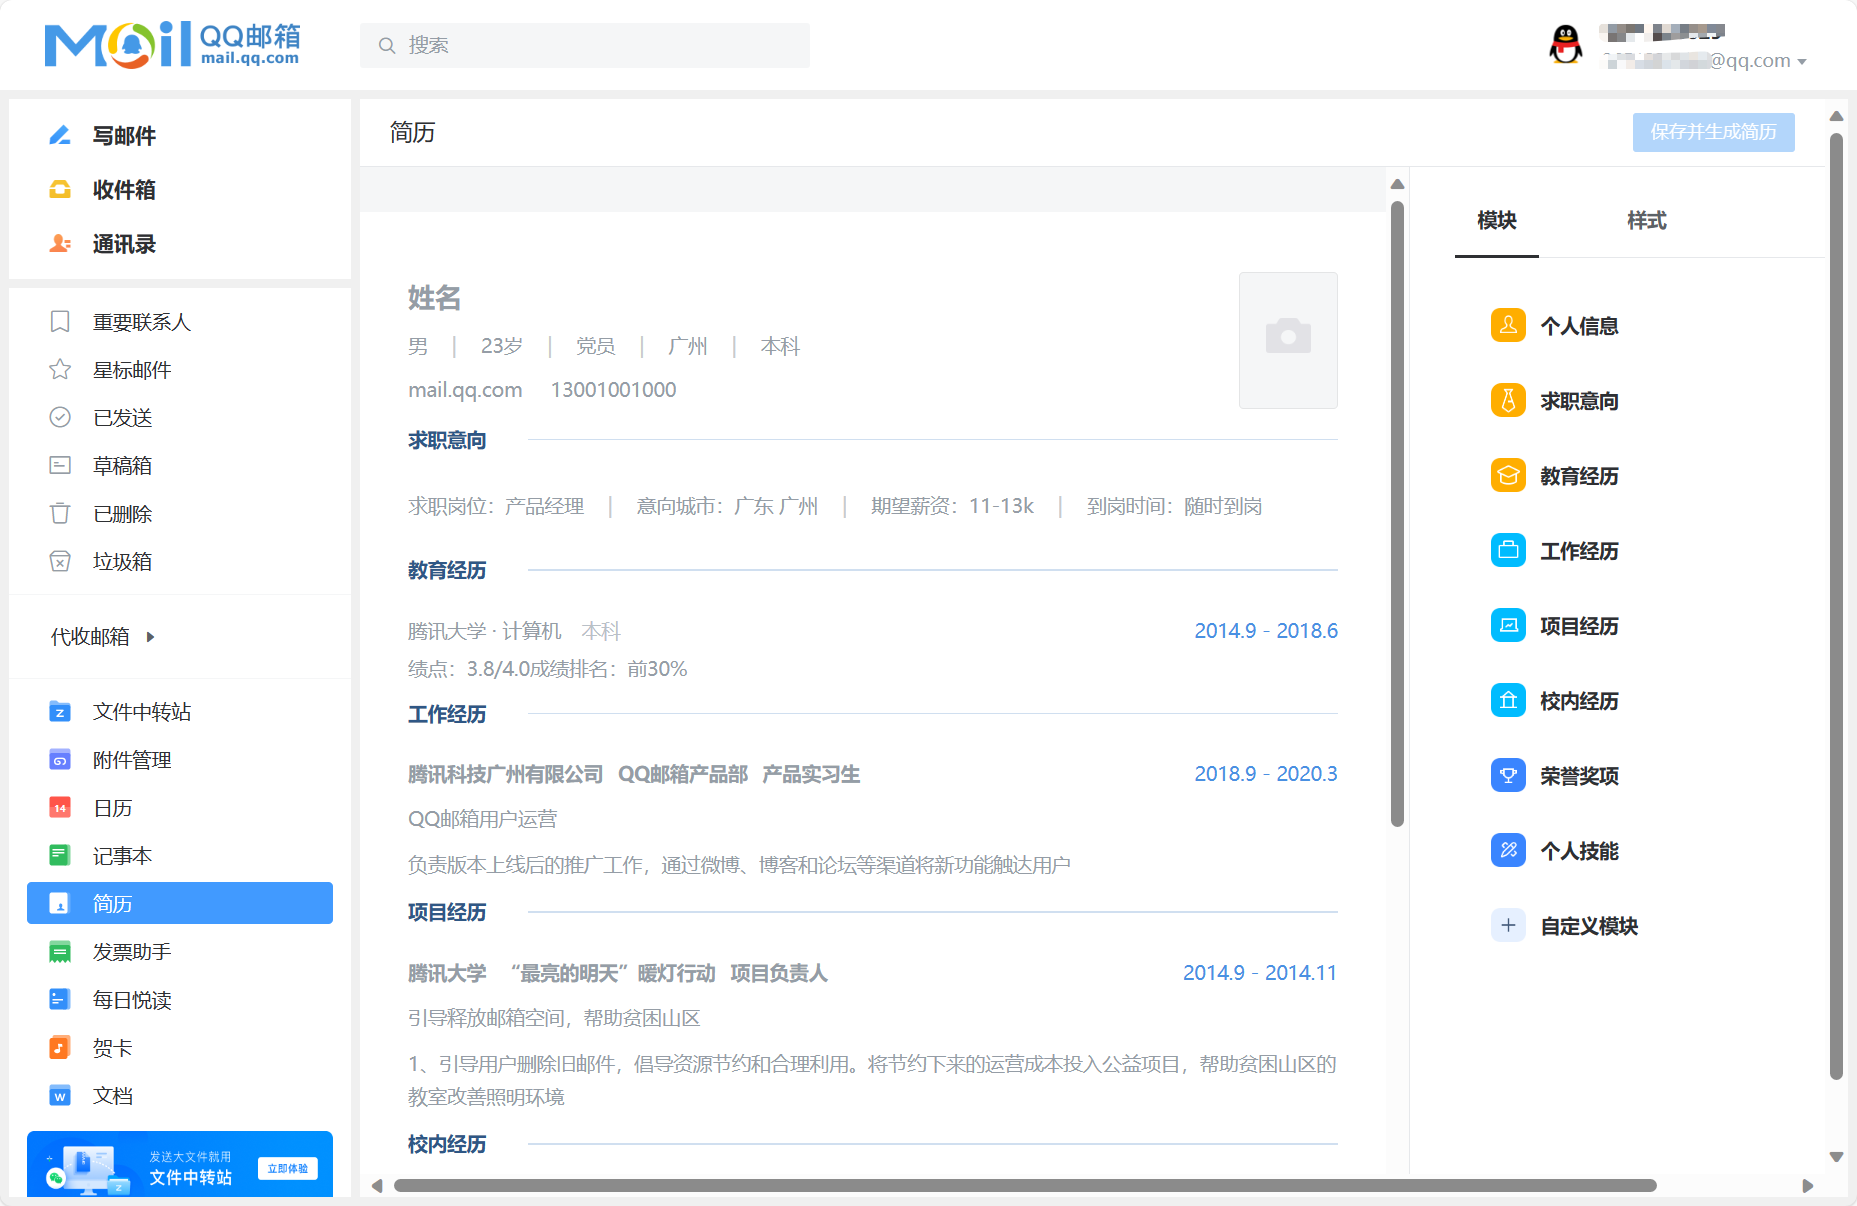 Mail QQ邮箱
mail.qq.com
搜索
@qq.com
写邮件
收件箱
通讯录
重要联系人
星标邮件
已发送
草稿箱
已删除
垃圾箱
代收邮箱
文件中转站
附件管理
14 日历
记事本
简历
发票助手
每日悦读
贺卡
W 文档
发送大文件就用
文件中转站
立即体验
简历
保存并生成简历
姓名
男 | 23岁 | 党员 | 广州 | 本科
mail.qq.com 13001001000
求职意向
求职岗位：产品经理 | 意向城市：广东 广州 | 期望薪资：11-13k | 到岗时间：随时到岗
教育经历
腾讯大学 · 计算机 本科 2014.9 - 2018.6
绩点：3.8/4.0成绩排名：前30%
工作经历
腾讯科技广州有限公司 QQ邮箱产品部 产品实习生 2018.9 - 2020.3
QQ邮箱用户运营
负责版本上线后的推广工作，通过微博、博客和论坛等渠道将新功能触达用户
项目经历
腾讯大学 “最亮的明天”暖灯行动 项目负责人 2014.9 - 2014.11
引导释放邮箱空间，帮助贫困山区
1、引导用户删除旧邮件，倡导资源节约和合理利用。将节约下来的运营成本投入公益项目，帮助贫困山区的
教室改善照明环境
校内经历
模块 样式
个人信息
求职意向
教育经历
工作经历
项目经历
校内经历
荣誉奖项
个人技能
自定义模块